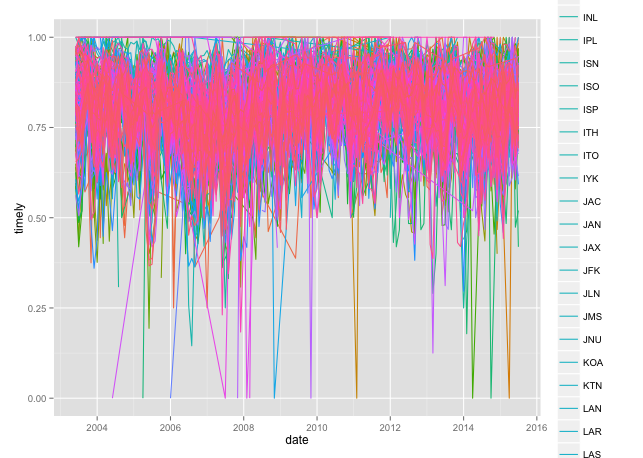 1.00
0.75
0.50
0.25
0.00
timely
2004 2006 2008 2010 2012 2014 2016
date
INL
IPL
ISN
ISO
ISP
ITH
ITO
IYK
JAC
JAN
JAX
JFK
JLN
JMS
JNU
KOA
KTN
LAN
LAR
LAS